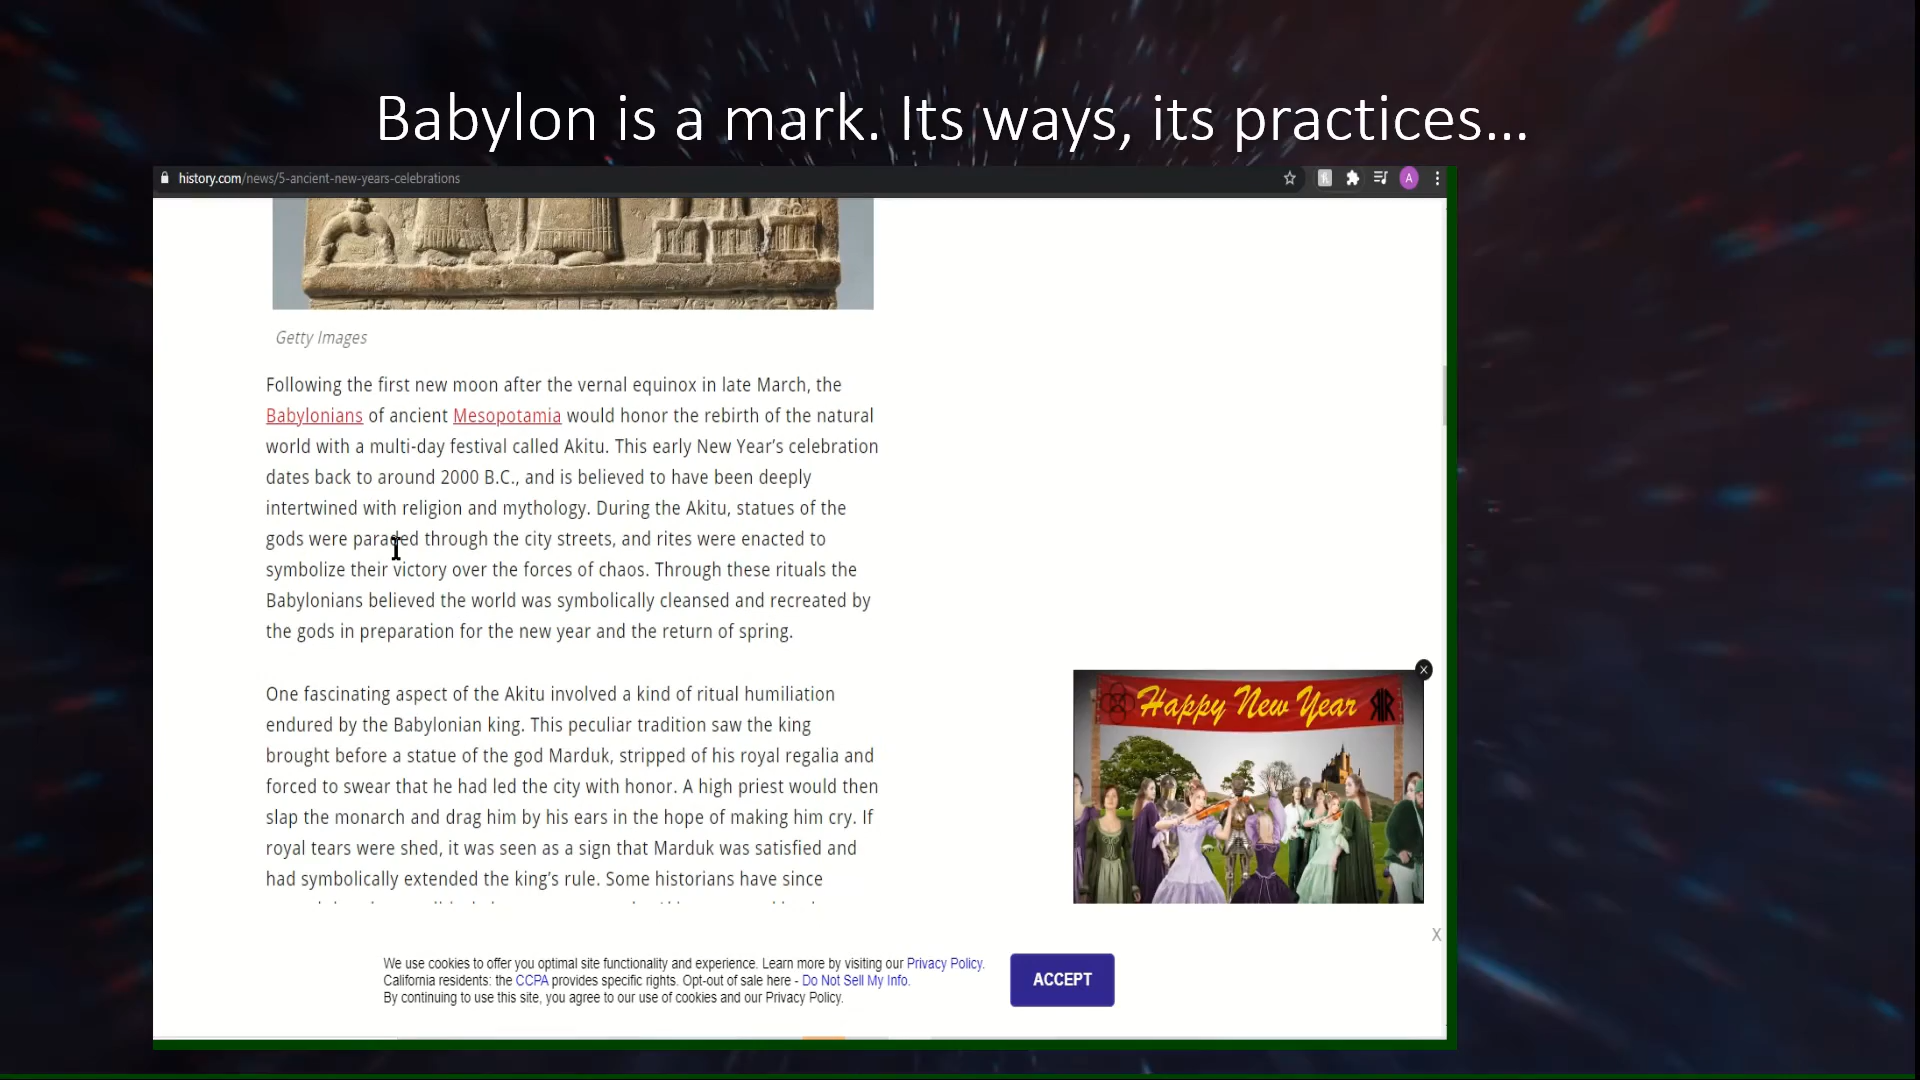 Babylon is a mark. Its ways, its practices...
history.com/news/5-ancient-new-years-celebrations
A
Getty Images
Following the first new moon after the vernal equinox in late March, the
Babylonians of ancient Mesopotamia would honor the rebirth of the natural
world with a multi-day festival called Akitu. This early New Year’s celebration
dates back to around 2000 B.C., and is believed to have been deeply
intertwined with religion and mythology. During the Akitu, statues of the
gods were paraded through the city streets, and rites were enacted to
symbolize their victory over the forces of chaos. Through these rituals the
Babylonians believed the world was symbolically cleansed and recreated by
the gods in preparation for the new year and the return of spring.
One fascinating aspect of the Akitu involved a kind of ritual humiliation
endured by the Babylonian king. This peculiar tradition saw the king
brought before a statue of the god Marduk, stripped of his royal regalia and
forced to swear that he had led the city with honor. A high priest would then
slap the monarch and drag him by his ears in the hope of making him cry. If
royal tears were shed, it was seen as a sign that Marduk was satisfied and
had symbolically extended the king’s rule. Some historians have since
Happy New Year
X
We use cookies to offer you optimal site functionality and experience. Learn more by visiting our Privacy Policy.
California residents: the CCPA provides specific rights. Opt-out of sale here - Do Not Sell My Info.
By continuing to use this site, you agree to our use of cookies and our Privacy Policy.
ACCEPT